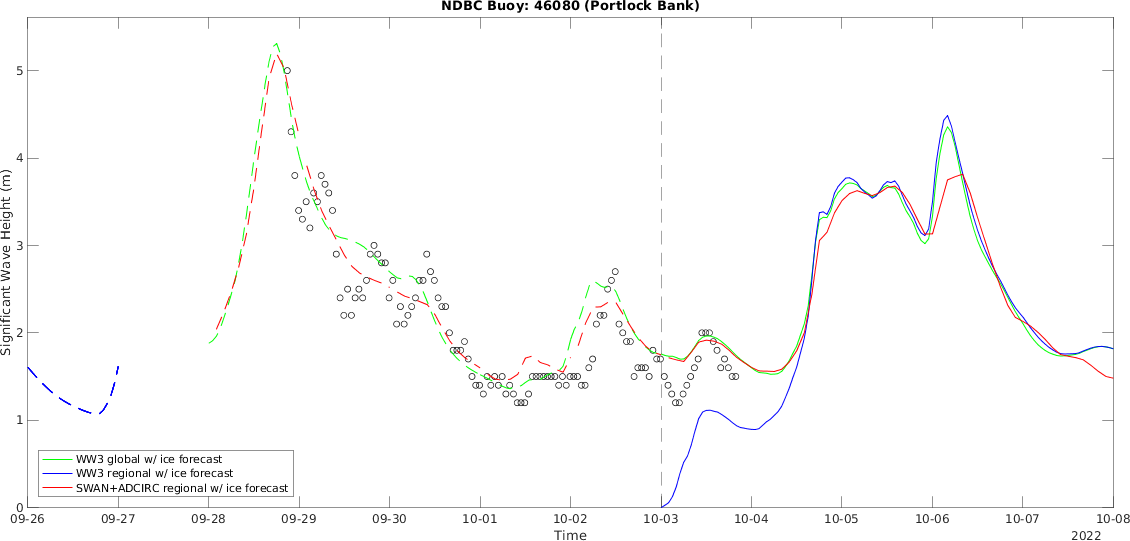 NDBC Buoy: 46080 (Portlock Bank)
Significant Wave Height (m)
5
4
3
2
1
0
WW3 global w/ ice forecast
WW3 regional w/ ice forecast
SWAN+ADCIRC regional w/ ice forecast
09-26 09-27 09-28 09-29 09-30 10-01 10-02 10-03 10-04 10-05 10-06 10-07 10-08
Time
2022